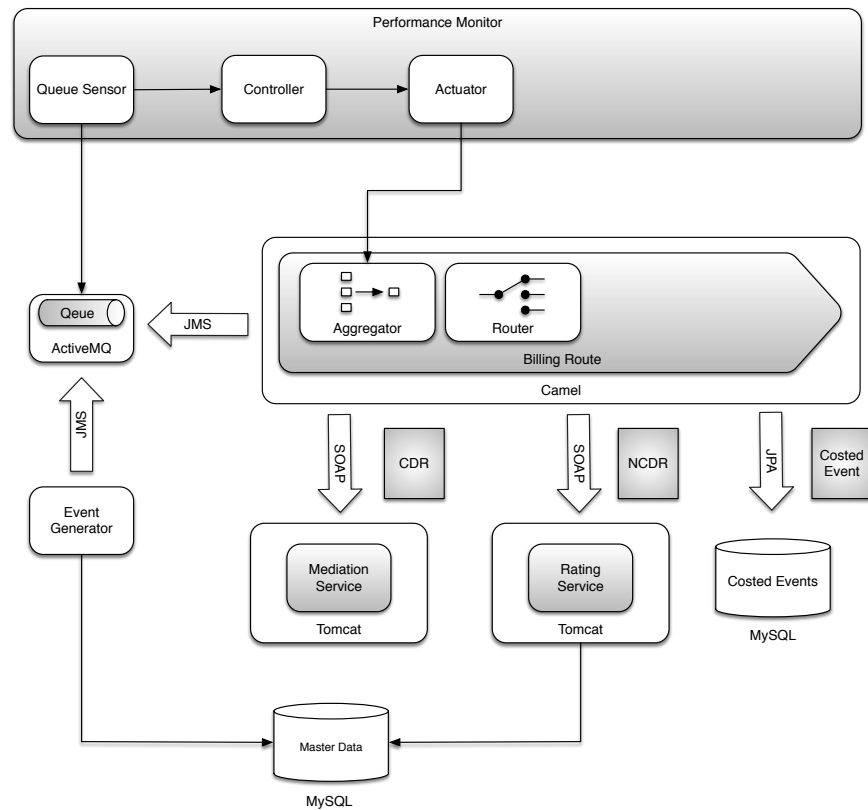 Performance Monitor
Queue Sensor
Controller
Actuator
Qeue
ActiveMQ
JMS
Aggregator
Router
Billing Route
Camel
JMS
SOAP
CDR
SOAP
NCDR
JPA
Costed
Event
Event
Generator
Mediation
Service
Tomcat
Rating
Service
Tomcat
Costed Events
MySQL
Master Data
MySQL